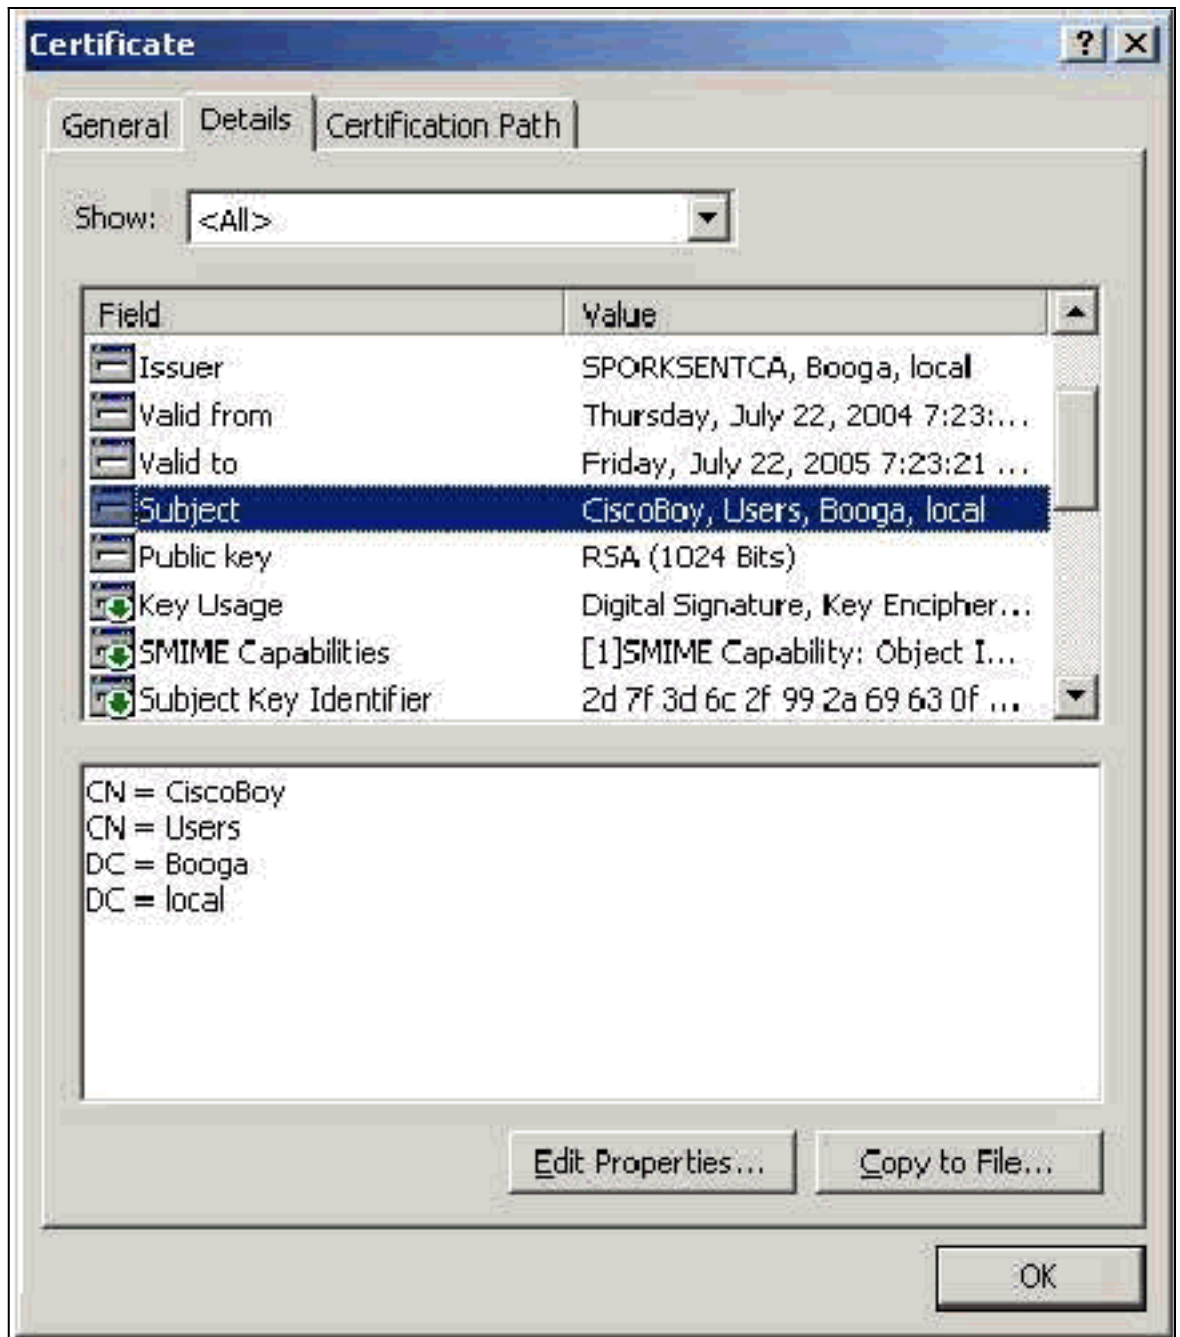 Certificate
General Details Certification Path
Show: <All>
Field Value
Issuer SPORKSENTCA, Booga, local
Valid from Thursday, July 22, 2004 7:23:...
Valid to Friday, July 22, 2005 7:23:21 ...
Subject CiscoBoy, Users, Booga, local
Public key RSA (1024 Bits)
Key Usage Digital Signature, Key Encipher...
SMIME Capabilities [1]SMIME Capability: Object I...
Subject Key Identifier 2d 7f 3d 6c 2f 99 2a 69 63 0f ...
CN = CiscoBoy
CN = Users
DC = Booga
DC = local
Edit Properties... Copy to File...
OK